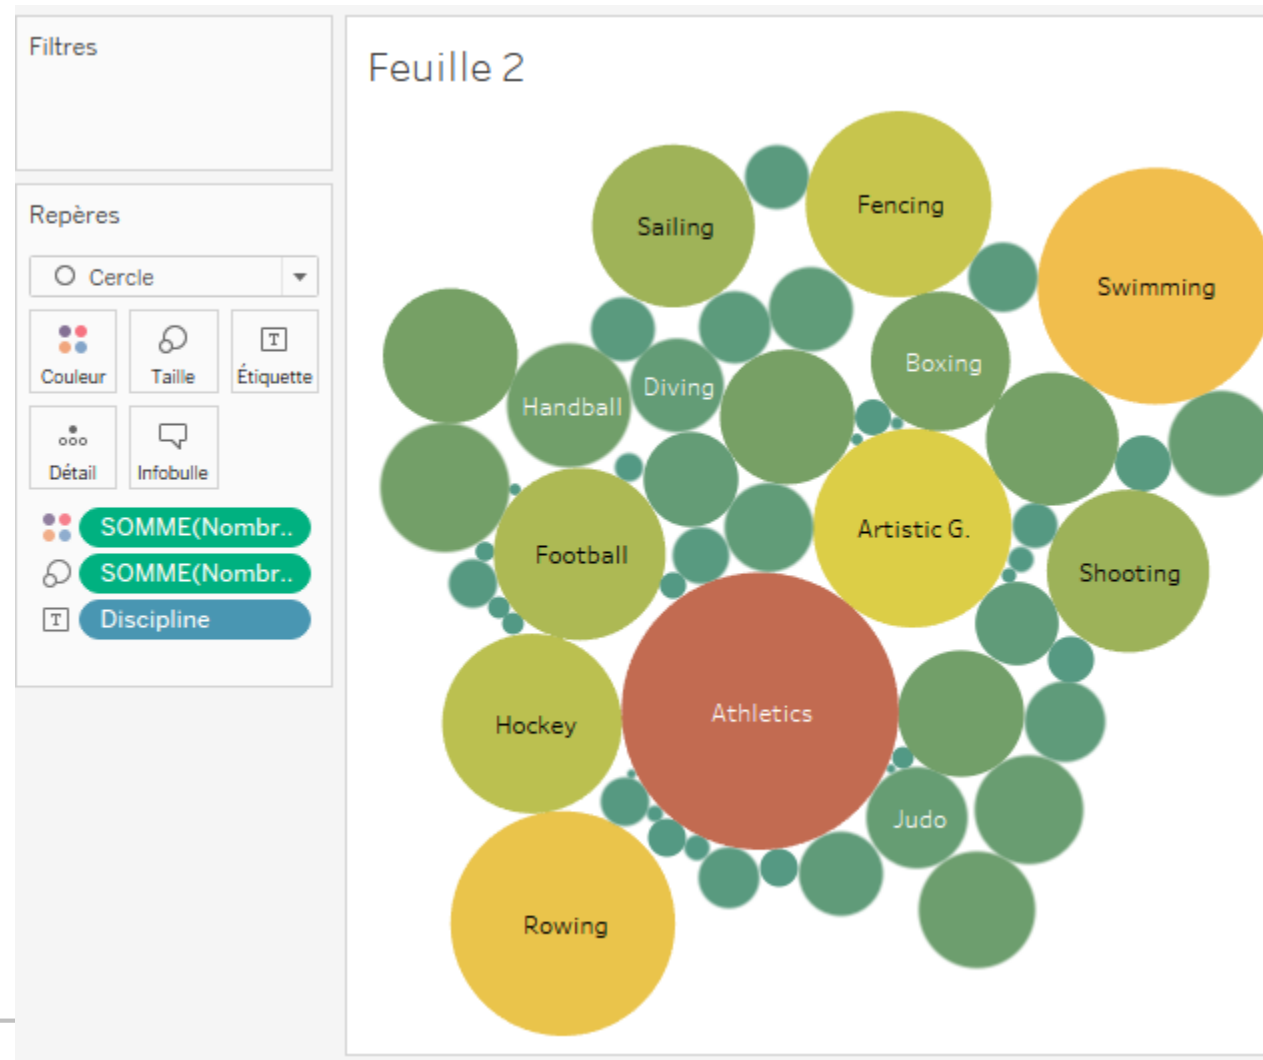 Filtres
Repères
Cercle
Couleur
Taille
Étiquette
Détail
Infobulle
SOMME(Nombr..
SOMME(Nombr..
Discipline
Feuille 2
Fencing
Sailing
Swimming
Boxing
Diving
Handball
Artistic G.
Football
Shooting
Athletics
Hockey
Judo
Rowing